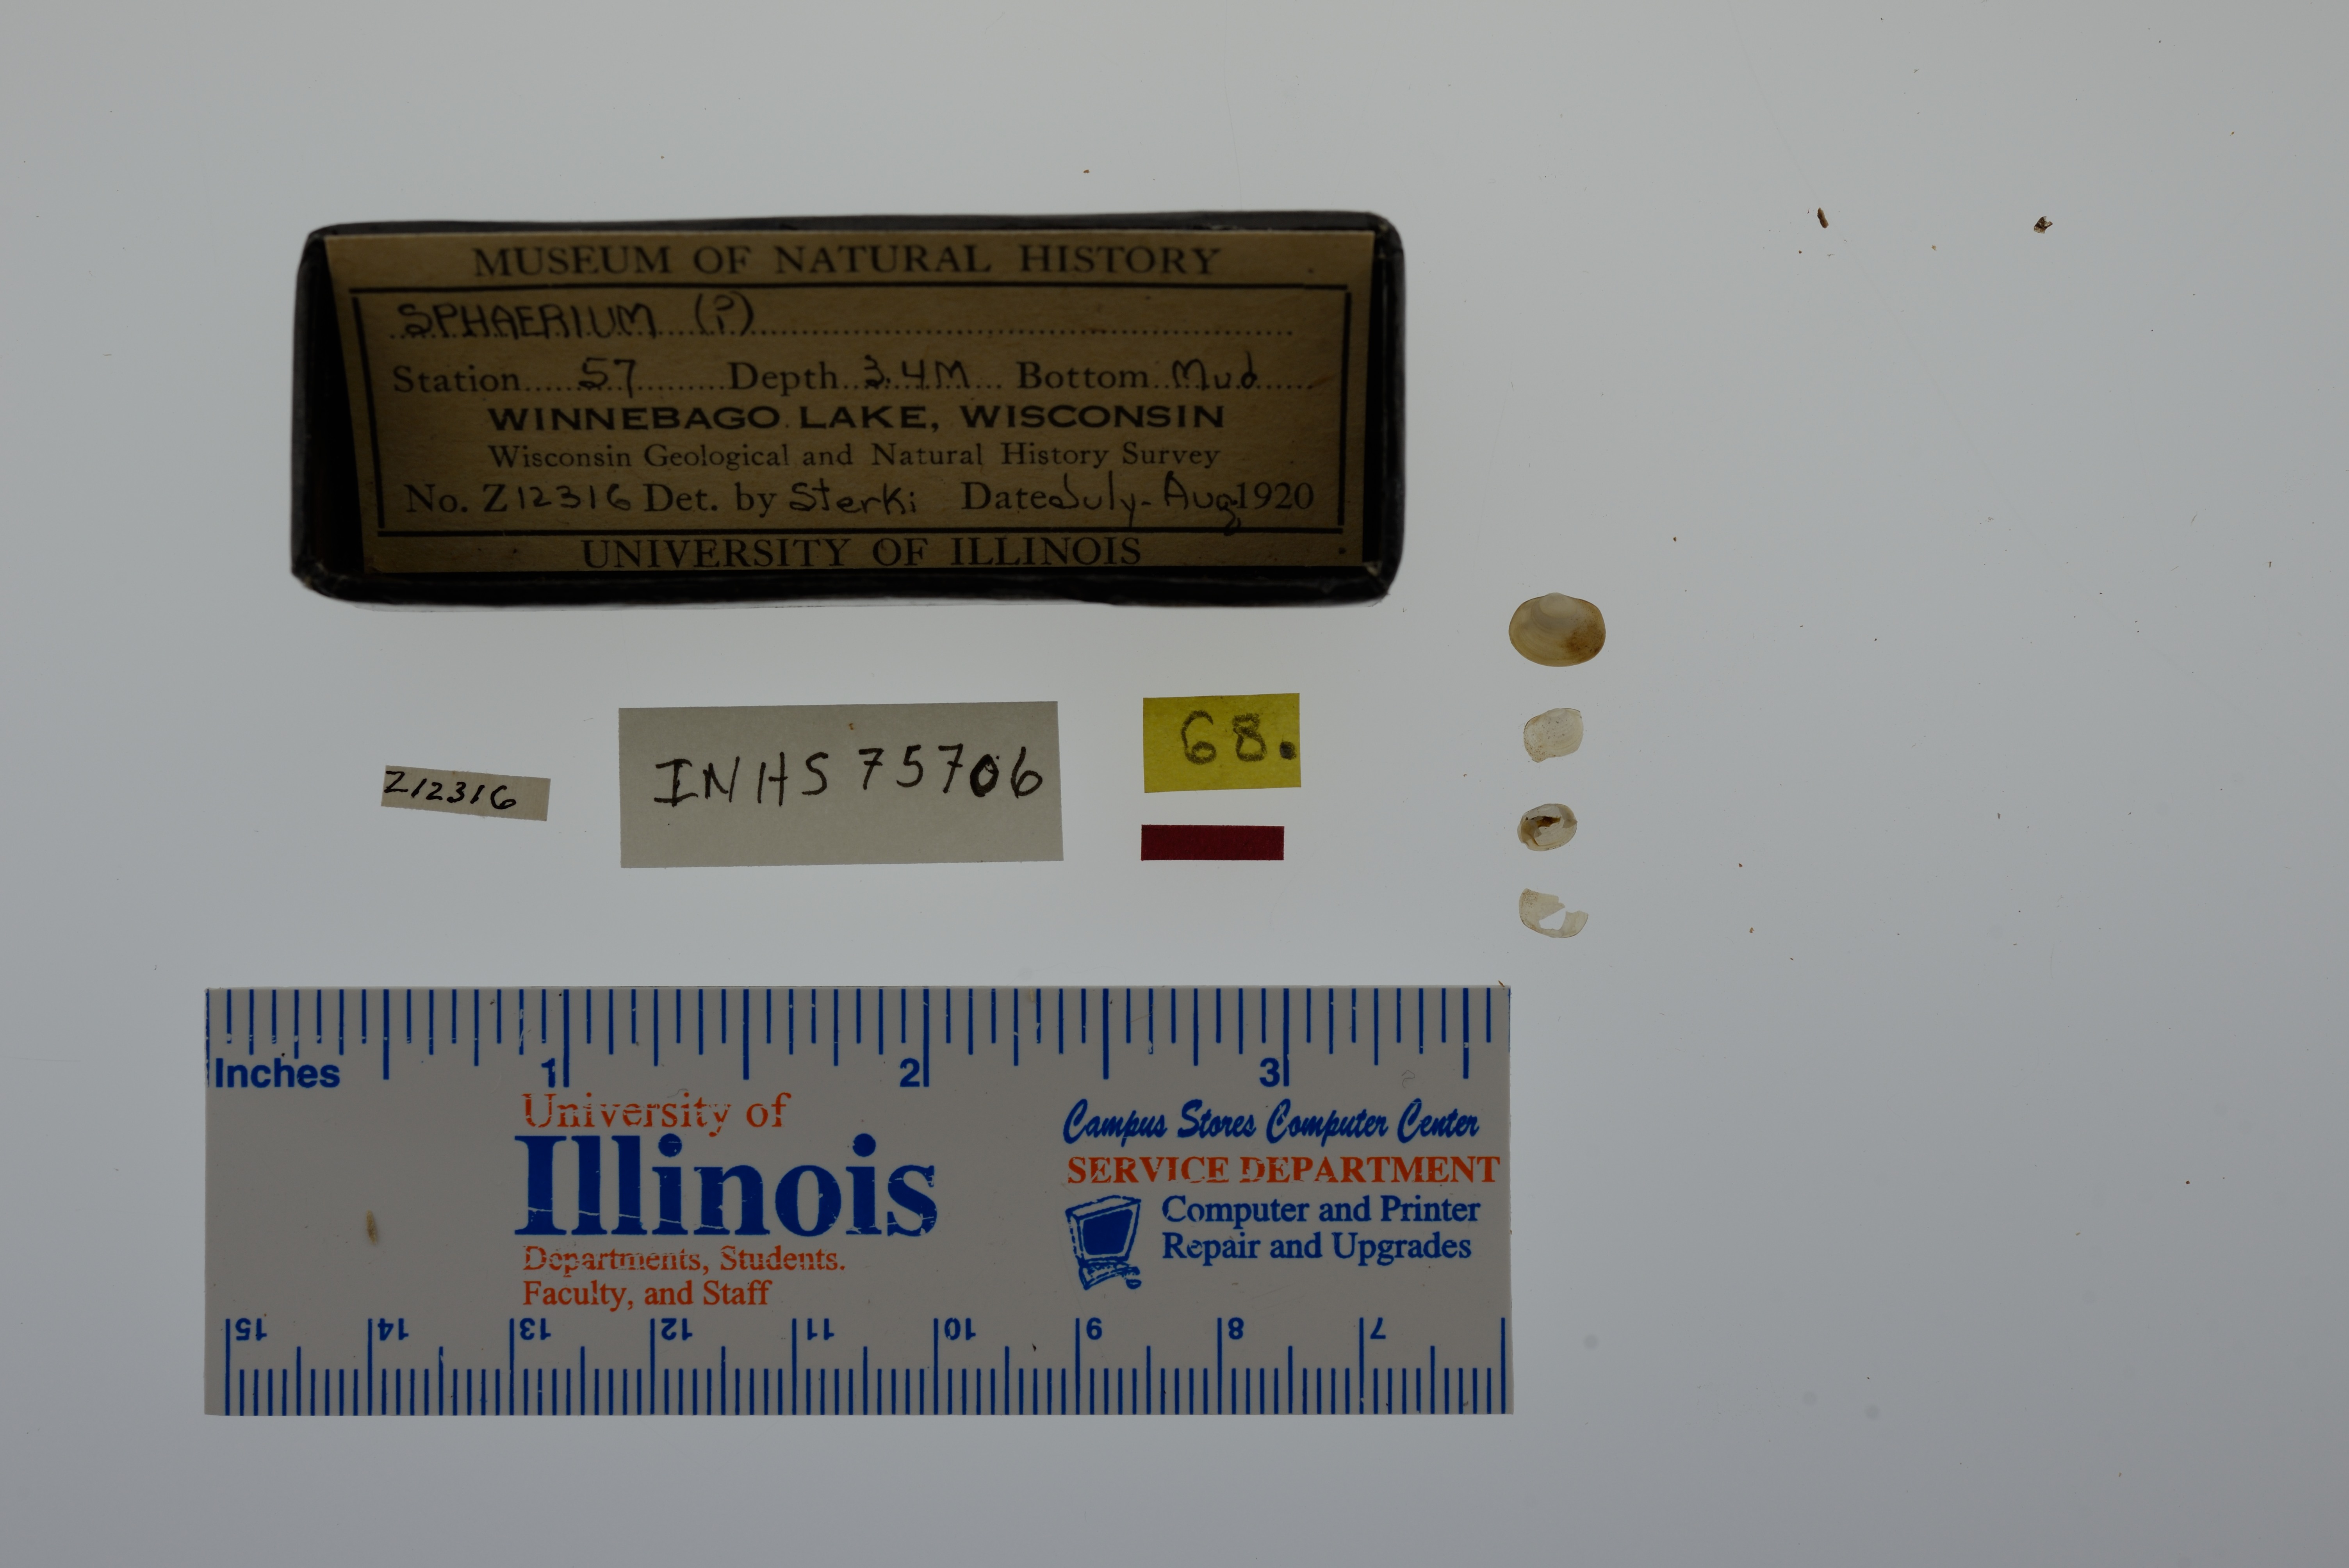 MUSEUM OF NATURAL HISTORY
SPHAERIUM (?)
Station 57 Depth 3.4M Bottom Mud
WINNEBAGO LAKE, WISCONSIN
Wisconsin Geological and Natural History Survey
No. Z12316 Det. by Sterki Date July-Aug, 1920
UNIVERSITY OF ILLINOIS
Z12316
INHS 75706
68.
Inches 1 2 3
University of
Illinois
Departments, Students.
Faculty, and Staff
Campus Stores Computer Center
SERVICE DEPARTMENT
Computer and Printer
Repair and Upgrades
15 14 13 12 11 10 9 8 7